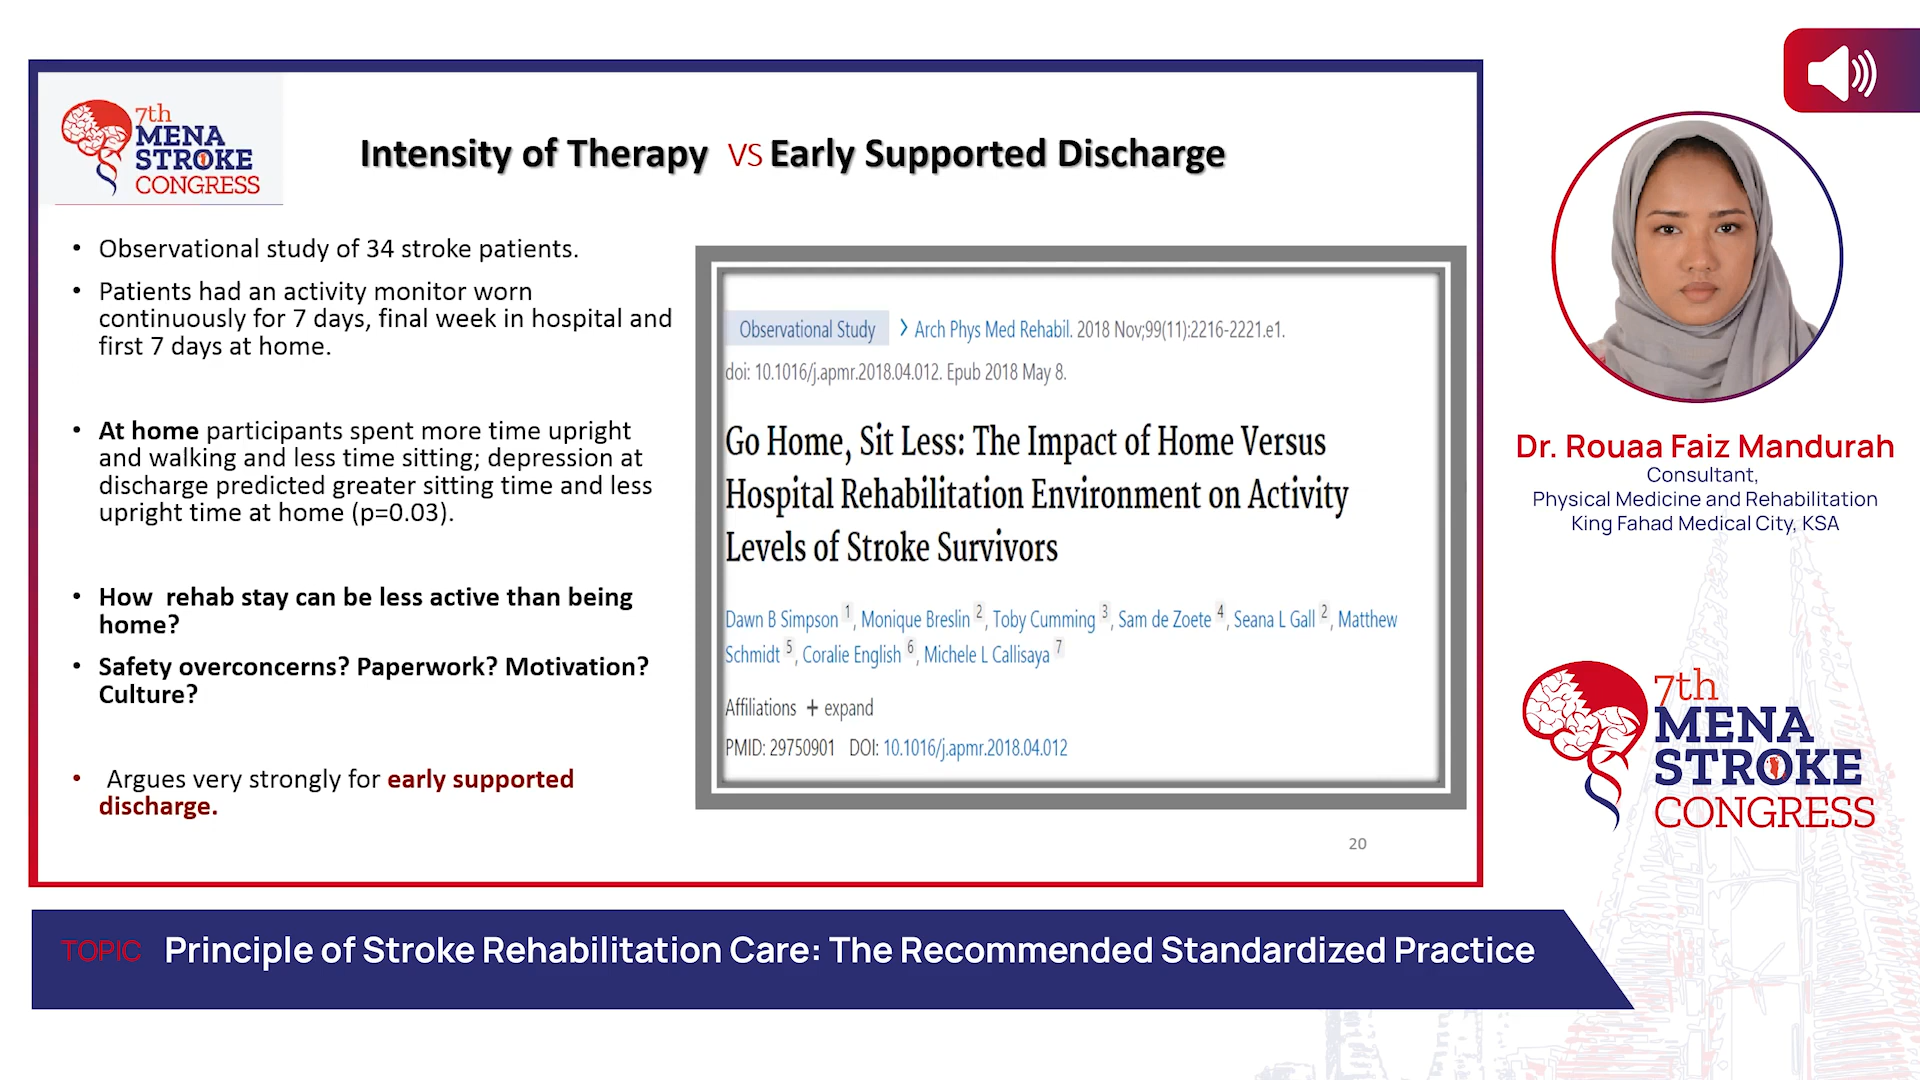 7th
MENA
STROKE
CONGRESS
Intensity of Therapy VS Early Supported Discharge
• Observational study of 34 stroke patients.
• Patients had an activity monitor worn
continuously for 7 days, final week in hospital and
first 7 days at home.
• At home participants spent more time upright
and walking and less time sitting; depression at
discharge predicted greater sitting time and less
upright time at home (p=0.03).
• How  rehab stay can be less active than being
home?
• Safety overconcerns? Paperwork? Motivation?
Culture?
• Argues very strongly for early supported
discharge.
Observational Study > Arch Phys Med Rehabil. 2018 Nov;99(11):2216-2221.e1.
doi: 10.1016/j.apmr.2018.04.012. Epub 2018 May 8.
Go Home, Sit Less: The Impact of Home Versus
Hospital Rehabilitation Environment on Activity
Levels of Stroke Survivors
Dawn B Simpson 1, Monique Breslin 2, Toby Cumming 3, Sam de Zoete 4, Seana L Gall 2, Matthew
Schmidt 5, Coralie English 6, Michele L Callisaya 7
Affiliations + expand
PMID: 29750901 DOI: 10.1016/j.apmr.2018.04.012
20
Dr. Rouaa Faiz Mandurah
Consultant,
Physical Medicine and Rehabilitation
King Fahad Medical City, KSA
7th
MENA
STROKE
CONGRESS
TOPIC Principle of Stroke Rehabilitation Care: The Recommended Standardized Practice